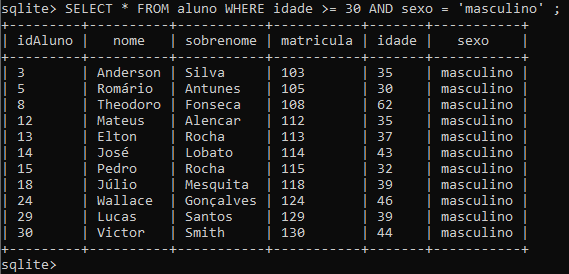 sqlite> SELECT * FROM aluno WHERE idade >= 30 AND sexo = 'masculino' ;
+---------+----------+-----------+-----------+-------+-----------+
| idAluno |   nome   | sobrenome | matricula | idade |   sexo    |
+---------+----------+-----------+-----------+-------+-----------+
| 3       | Anderson | Silva     | 103       | 35    | masculino |
| 5       | Romário  | Antunes   | 105       | 30    | masculino |
| 8       | Theodoro | Fonseca   | 108       | 62    | masculino |
| 12      | Mateus   | Alencar   | 112       | 35    | masculino |
| 13      | Elton    | Rocha     | 113       | 37    | masculino |
| 14      | José     | Lobato    | 114       | 43    | masculino |
| 15      | Pedro    | Rocha     | 115       | 32    | masculino |
| 18      | Júlio    | Mesquita  | 118       | 39    | masculino |
| 24      | Wallace  | Gonçalves | 124       | 46    | masculino |
| 29      | Lucas    | Santos    | 129       | 39    | masculino |
| 30      | Victor   | Smith     | 130       | 44    | masculino |
+---------+----------+-----------+-----------+-------+-----------+
sqlite>